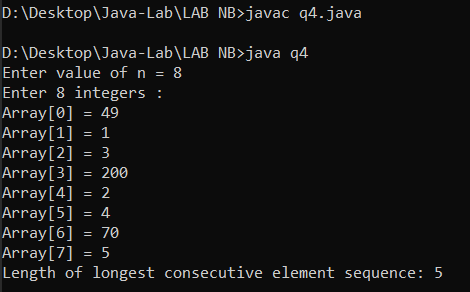 D:\Desktop\Java-Lab\LAB NB>javac q4.java
D:\Desktop\Java-Lab\LAB NB>java q4
Enter value of n = 8
Enter 8 integers :
Array[0] = 49
Array[1] = 1
Array[2] = 3
Array[3] = 200
Array[4] = 2
Array[5] = 4
Array[6] = 70
Array[7] = 5
Length of longest consecutive element sequence: 5